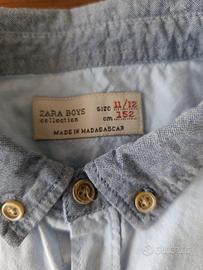 ZARA BOYS
collection
SIZE 11/12
cm 152
MADE IN MADAGASCAR